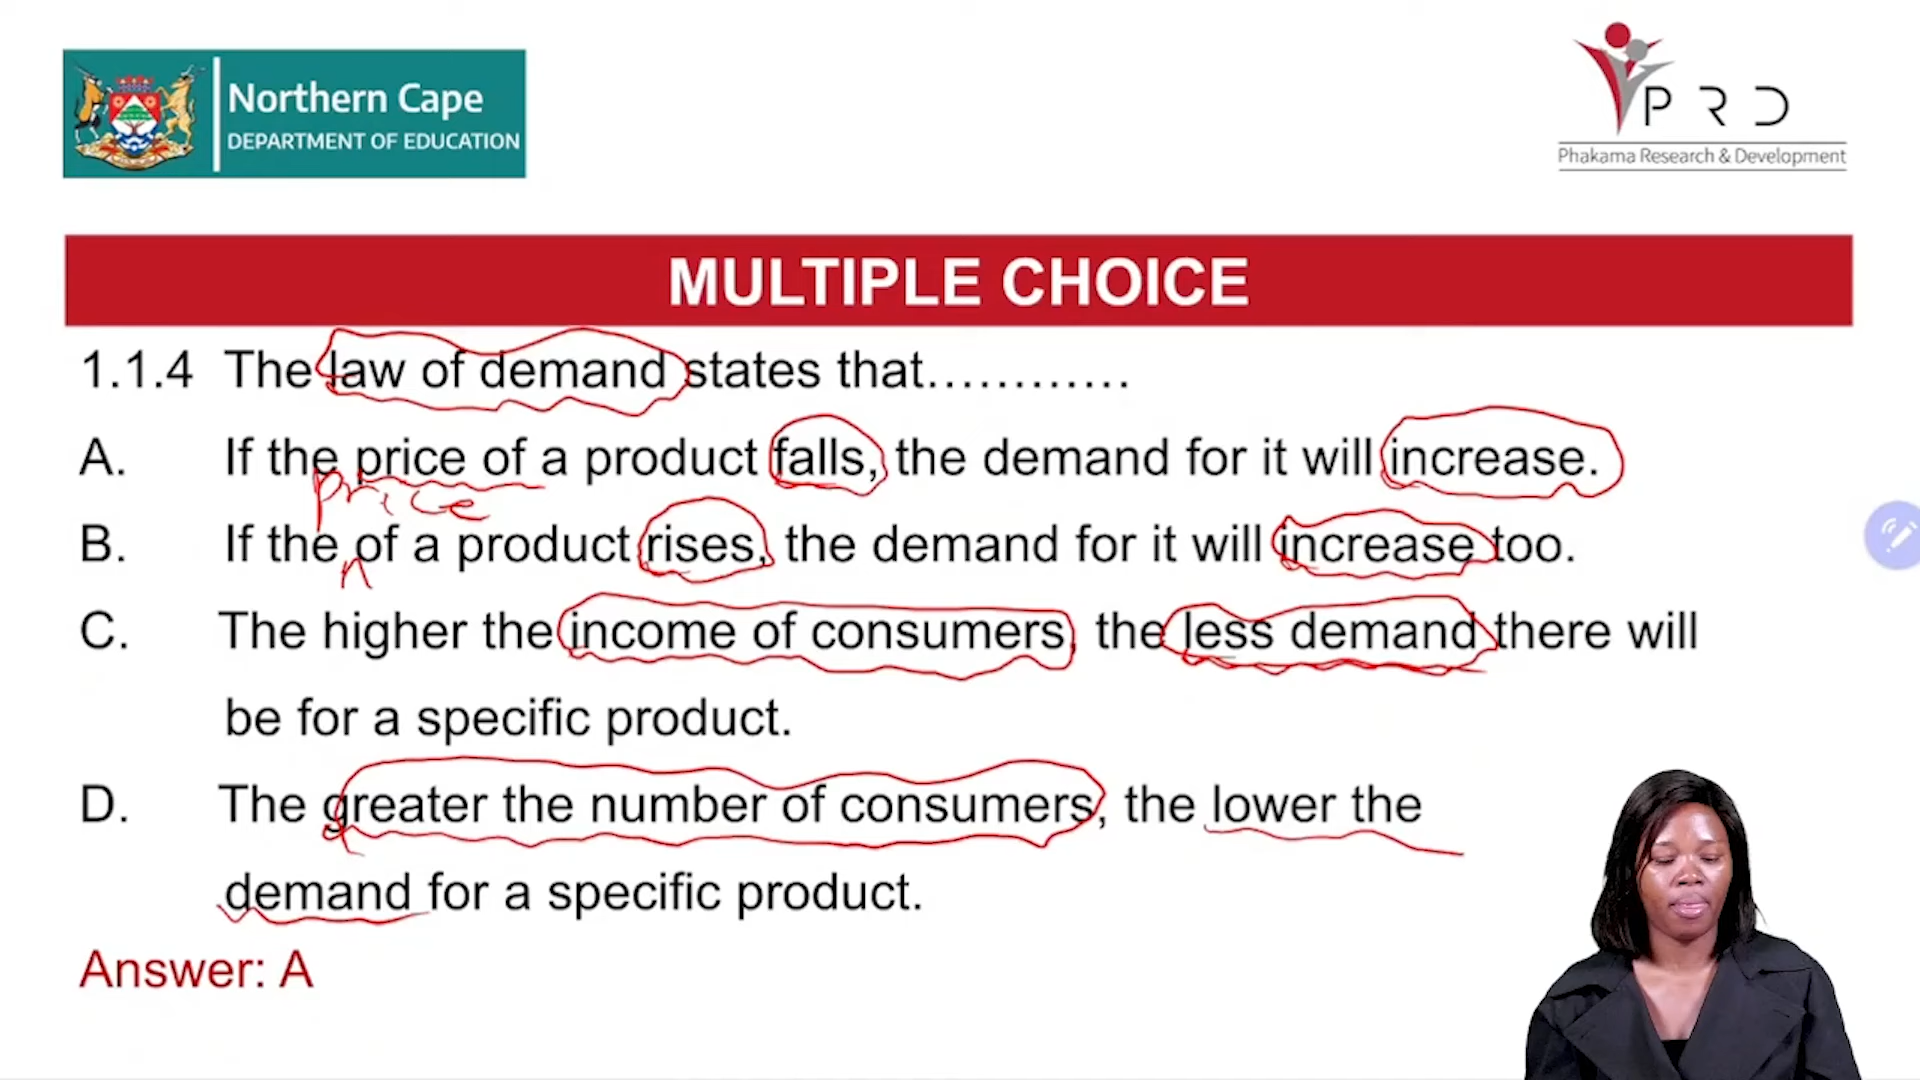 Northern Cape
DEPARTMENT OF EDUCATION
PRD
Phakama Research & Development
MULTIPLE CHOICE
1.1.4 The law of demand states that............
A. If the price of a product falls, the demand for it will increase.
price
B. If the of a product rises, the demand for it will increase too.
C. The higher the income of consumers, the less demand there will
be for a specific product.
D. The greater the number of consumers, the lower the
demand for a specific product.
Answer: A